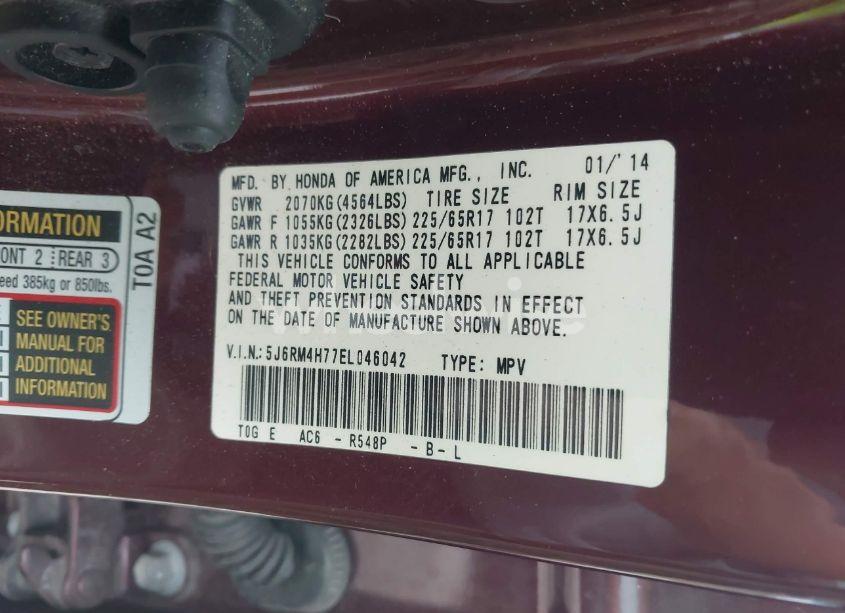 ORMATION
ONT 2 REAR 3
eed 385kg or 850lbs.
SEE OWNER'S
MANUAL FOR
ADDITIONAL
INFORMATION
T0A A2
MFD. BY HONDA OF AMERICA MFG., INC. 01/'14
GVWR 2070KG(4564LBS) TIRE SIZE RIM SIZE
GAWR F 1055KG(2326LBS) 225/65R17 102T 17X6.5J
GAWR R 1035KG(2282LBS) 225/65R17 102T 17X6.5J
THIS VEHICLE CONFORMS TO ALL APPLICABLE
FEDERAL MOTOR VEHICLE SAFETY
AND THEFT PREVENTION STANDARDS IN EFFECT
ON THE DATE OF MANUFACTURE SHOWN ABOVE.
V.I.N.:5J6RM4H77EL046042 TYPE: MPV
T0G E AC6 - R548P - B - L